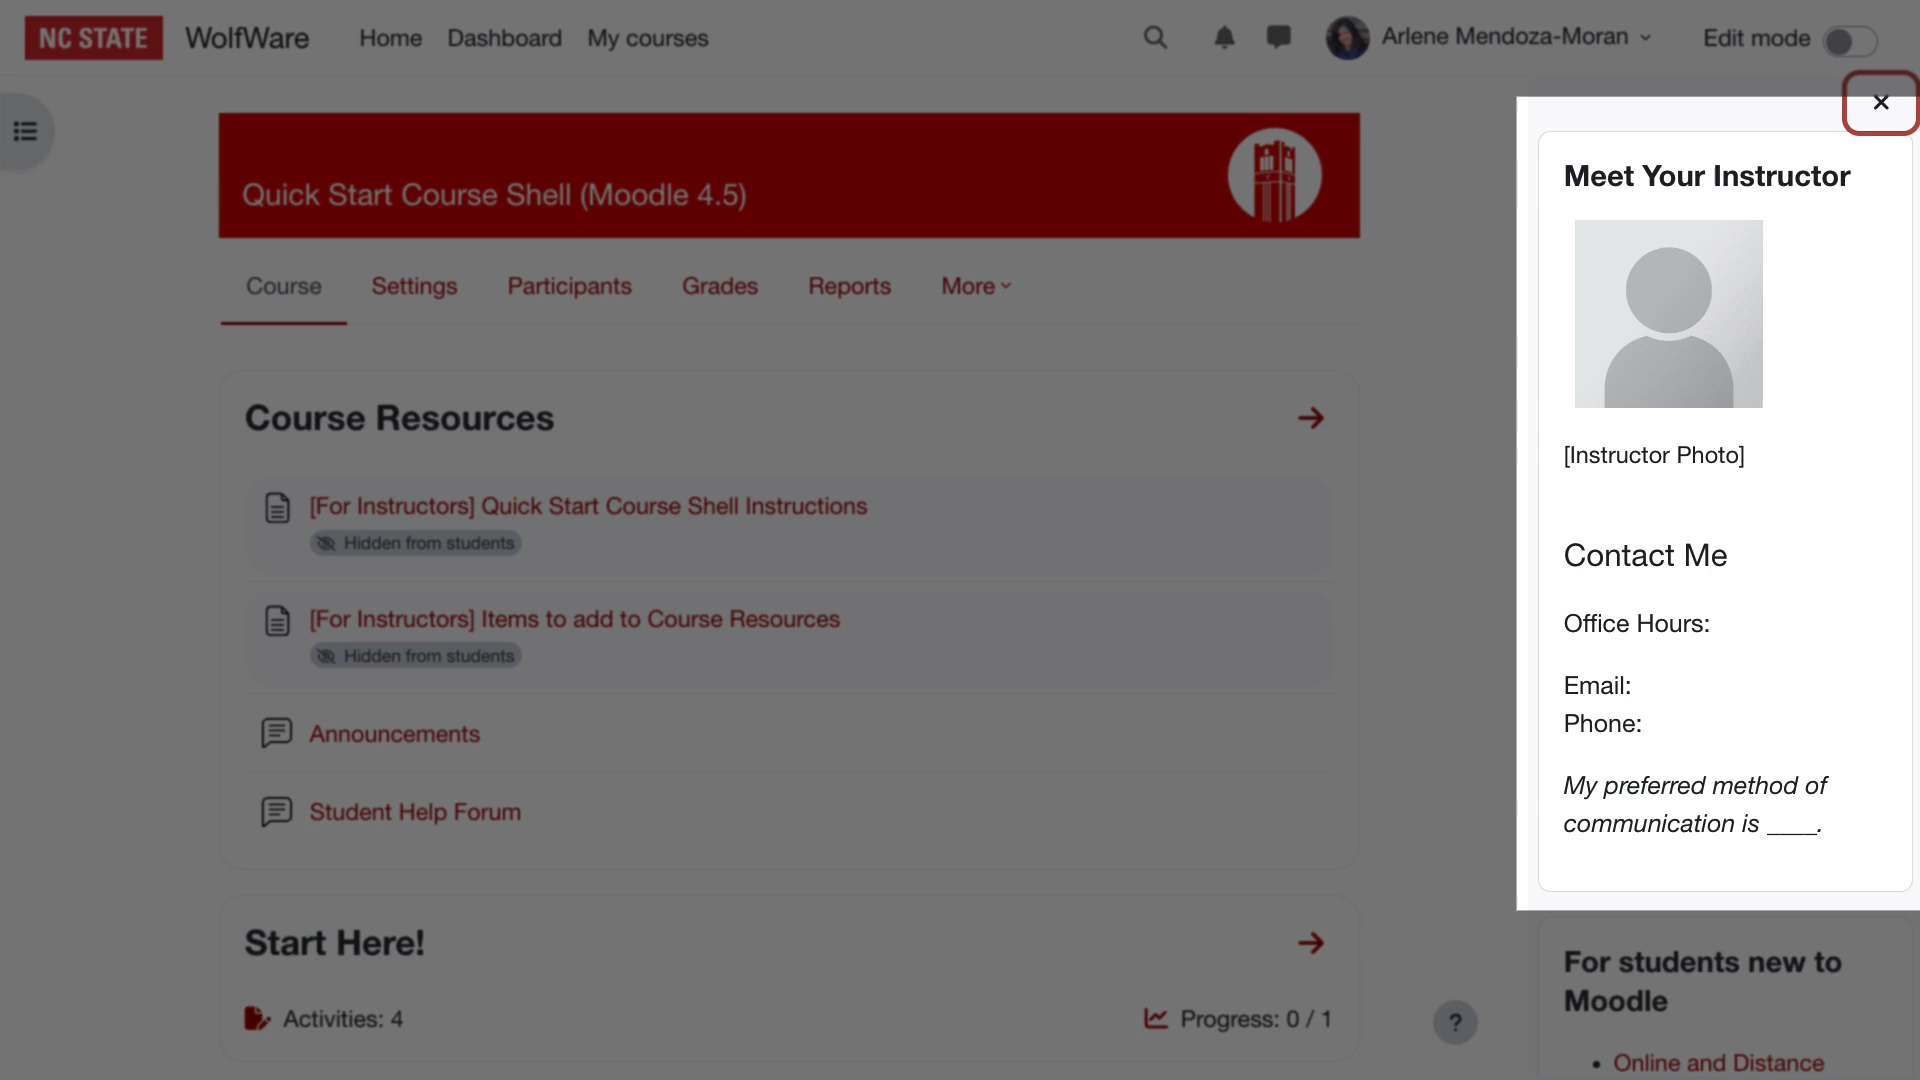 NC STATE WolfWare Home Dashboard My courses Arlene Mendoza-Moran Edit mode
Quick Start Course Shell (Moodle 4.5)
Course Settings Participants Grades Reports More
Course Resources
[For Instructors] Quick Start Course Shell Instructions
Hidden from students
[For Instructors] Items to add to Course Resources
Hidden from students
Announcements
Student Help Forum
Start Here!
Activities: 4 Progress: 0 / 1
?
Meet Your Instructor
[Instructor Photo]
Contact Me
Office Hours:
Email:
Phone:
My preferred method of
communication is ____.
For students new to
Moodle
• Online and Distance